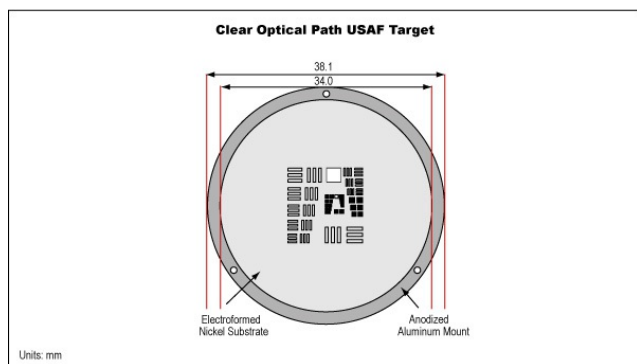 Clear Optical Path USAF Target
38.1
34.0
Electroformed
Nickel Substrate
Anodized
Aluminum Mount
Units: mm